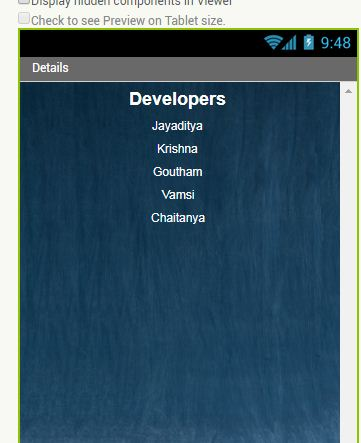 Display hidden components in Viewer
Check to see Preview on Tablet size.
9:48
Details
Developers
Jayaditya
Krishna
Goutham
Vamsi
Chaitanya